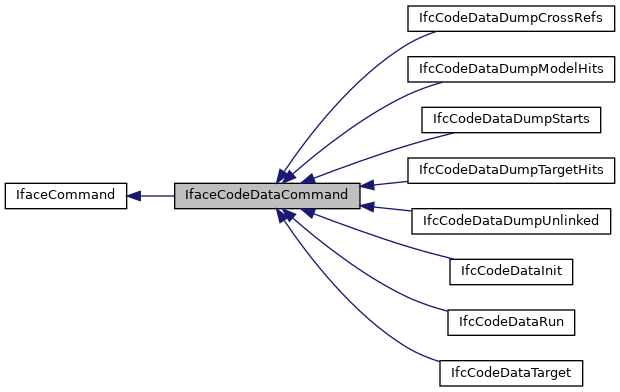 IfcCodeDataDumpCrossRefs
IfcCodeDataDumpModelHits
IfcCodeDataDumpStarts
IfcCodeDataDumpTargetHits
IfaceCommand
IfaceCodeDataCommand
IfcCodeDataDumpUnlinked
IfcCodeDataInit
IfcCodeDataRun
IfcCodeDataTarget